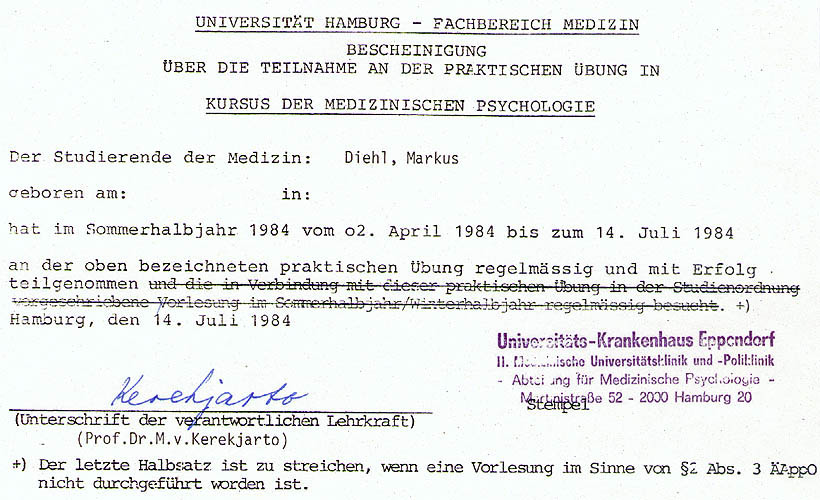 UNIVERSITÄT HAMBURG - FACHBEREICH MEDIZIN
BESCHEINIGUNG
ÜBER DIE TEILNAHME AN DER PRAKTISCHEN ÜBUNG IN
KURSUS DER MEDIZINISCHEN PSYCHOLOGIE
Der Studierende der Medizin: Diehl, Markus
geboren am: in:
hat im Sommerhalbjahr 1984 vom o2. April 1984 bis zum 14. Juli 1984
an der oben bezeichneten praktischen Übung regelmässig und mit Erfolg
teilgenommen und die in Verbindung mit dieser praktischen Übung in der Studienordnung
vorgeschriebene Vorlesung im Sommerhalbjahr/Winterhalbjahr regelmässig besucht. +)
Hamburg, den 14. Juli 1984
Universitäts-Krankenhaus Eppendorf
II. Medizinische Universitätsklinik und -Poliklinik
- Abteilung für Medizinische Psychologie -
Martinistraße 52 - 2000 Hamburg 20
Stempel
Kerekjarto
(Unterschrift der verantwortlichen Lehrkraft)
(Prof.Dr.M.v.Kerekjarto)
+) Der letzte Halbsatz ist zu streichen, wenn eine Vorlesung im Sinne von §2 Abs. 3 ÄAppO
nicht durchgeführt worden ist.